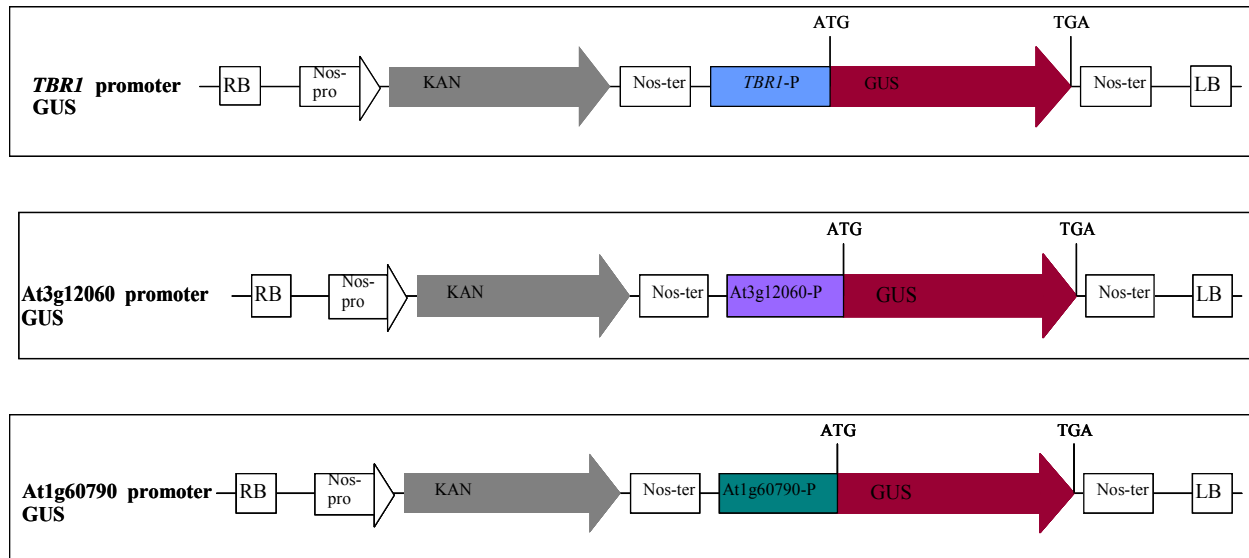 ATG TGA
TBR1 promoter GUS
RB Nos-pro KAN Nos-ter TBR1-P GUS Nos-ter LB
ATG TGA
At3g12060 promoter GUS
RB Nos-pro KAN Nos-ter At3g12060-P GUS Nos-ter LB
ATG TGA
At1g60790 promoter GUS
RB Nos-pro KAN Nos-ter At1g60790-P GUS Nos-ter LB